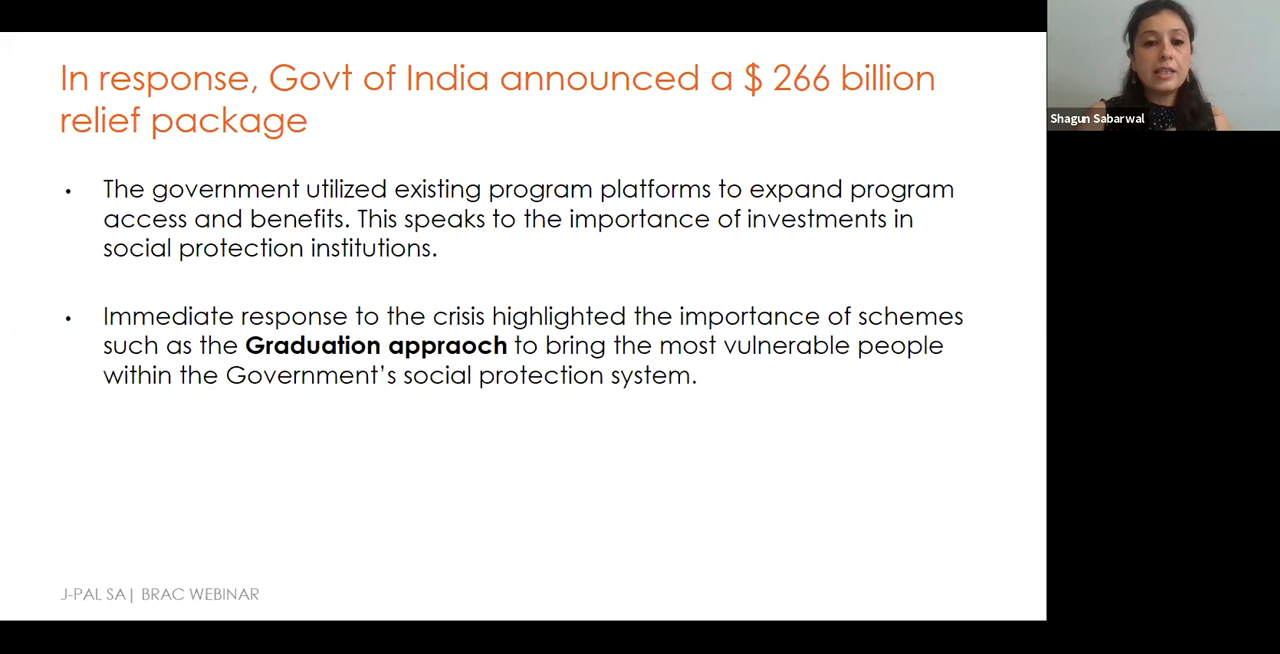 In response, Govt of India announced a $ 266 billion
relief package
• The government utilized existing program platforms to expand program
access and benefits. This speaks to the importance of investments in
social protection institutions.
• Immediate response to the crisis highlighted the importance of schemes
such as the Graduation appraoch to bring the most vulnerable people
within the Government's social protection system.
J-PAL SA| BRAC WEBINAR
Shagun Sabarwal